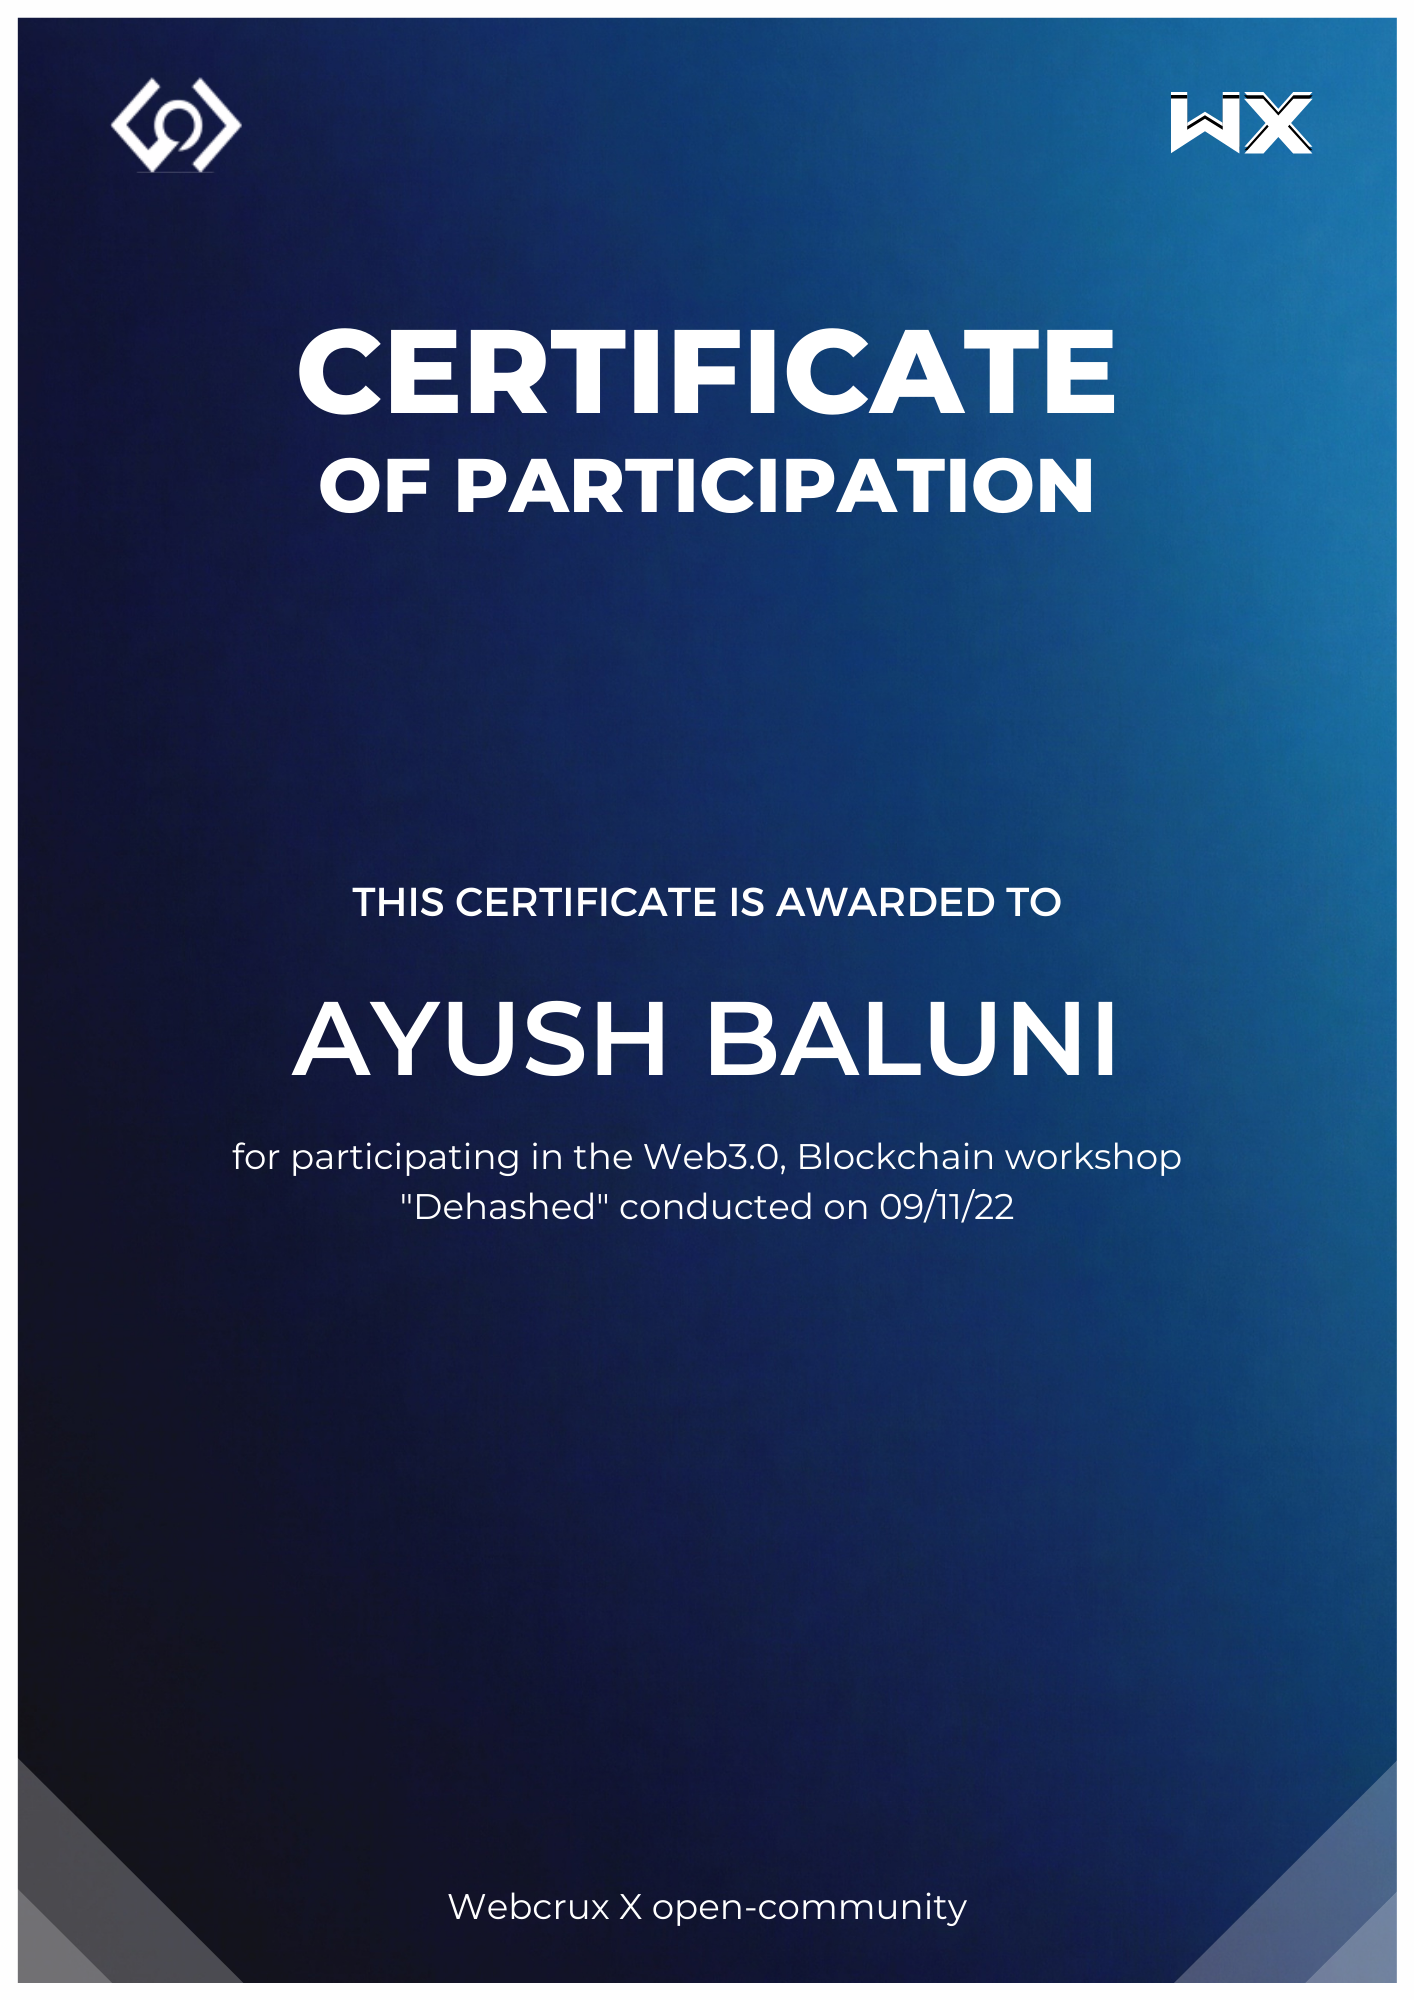 WX
CERTIFICATE
OF PARTICIPATION
THIS CERTIFICATE IS AWARDED TO
AYUSH BALUNI
for participating in the Web3.0, Blockchain workshop
"Dehashed" conducted on 09/11/22
Webcrux X open-community